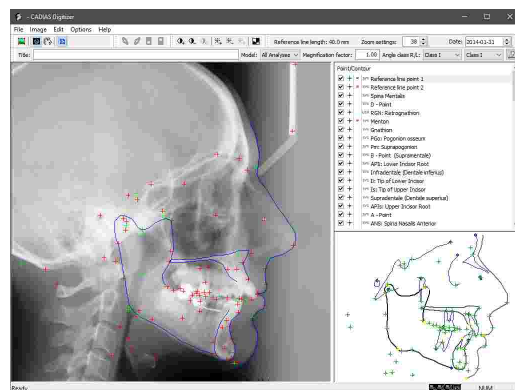 - CADIAS Digitizer
File Image Edit Options Help
Reference line length: 40.0 mm Zoom settings: 38 Date: 2014-01-31
Title: Model: All Analyses Magnification factor: 1.00 Angle class R/L: Class I Class I
Point/Contour
Reference line point 1
Reference line point 2
Spina Mentalis
D - Point
RGN: Retrognathion
Menton
Gnathion
PGo: Pogonion osseum
Pm: Suprapogonion
B - Point (Supramentale)
API: Lower Incisor Root
Infradentale (Dentale inferius)
Ii: Tip of Lower Incisor
Is: Tip of Upper Incisor
Supradentale (Dentale superius)
APIs: Upper Incisor Root
A - Point
ANS: Spina Nasalis Anterior
Ready
NUM